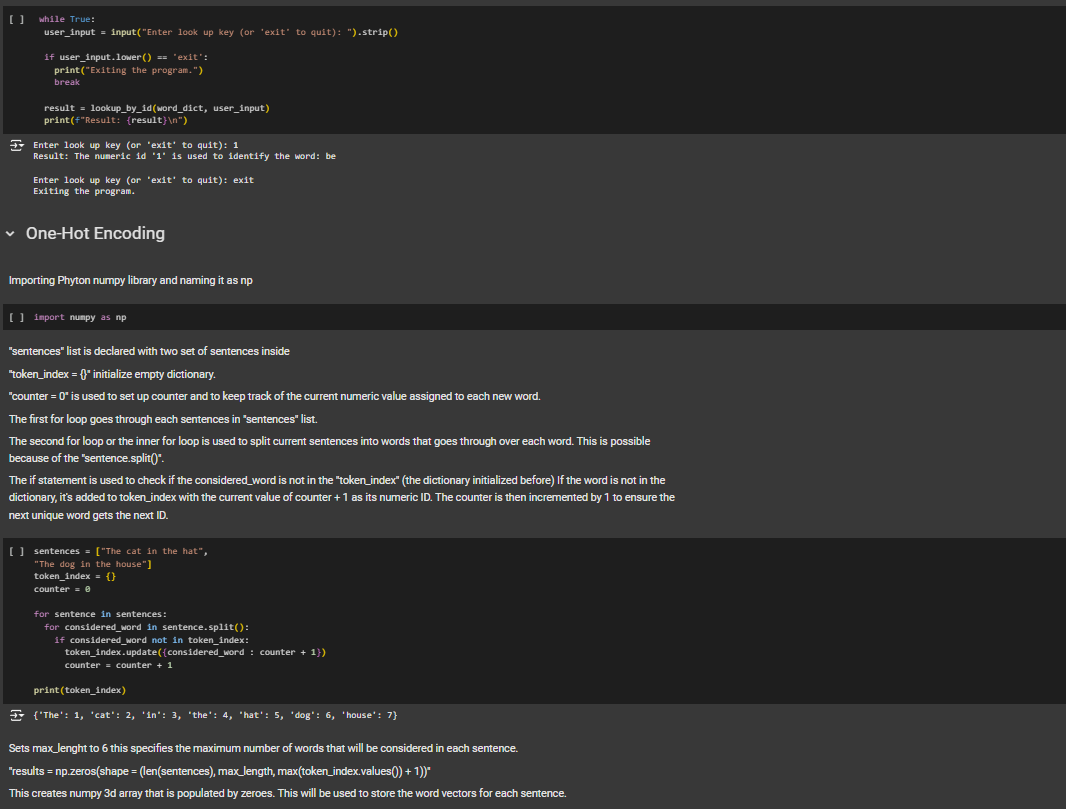 [ ] while True:
user_input = input("Enter look up key (or 'exit' to quit): ").strip()
if user_input.lower() == 'exit':
print("Exiting the program.")
break
result = lookup_by_id(word_dict, user_input)
print(f"Result: {result}\n")
Enter look up key (or 'exit' to quit): 1
Result: The numeric id '1' is used to identify the word: be
Enter look up key (or 'exit' to quit): exit
Exiting the program.
One-Hot Encoding
Importing Phyton numpy library and naming it as np
[ ] import numpy as np
"sentences" list is declared with two set of sentences inside
"token_index = {}" initialize empty dictionary.
"counter = 0" is used to set up counter and to keep track of the current numeric value assigned to each new word.
The first for loop goes through each sentences in "sentences" list.
The second for loop or the inner for loop is used to split current sentences into words that goes through over each word. This is possible
because of the "sentence.split()".
The if statement is used to check if the considered_word is not in the "token_index" (the dictionary initialized before) If the word is not in the
dictionary, it's added to token_index with the current value of counter + 1 as its numeric ID. The counter is then incremented by 1 to ensure the
next unique word gets the next ID.
[ ] sentences = ["The cat in the hat",
"The dog in the house"]
token_index = {}
counter = 0
for sentence in sentences:
for considered_word in sentence.split():
if considered_word not in token_index:
token_index.update({considered_word : counter + 1})
counter = counter + 1
print(token_index)
{'The': 1, 'cat': 2, 'in': 3, 'the': 4, 'hat': 5, 'dog': 6, 'house': 7}
Sets max_lenght to 6 this specifies the maximum number of words that will be considered in each sentence.
"results = np.zeros(shape = (len(sentences), max_length, max(token_index.values()) + 1))"
This creates numpy 3d array that is populated by zeroes. This will be used to store the word vectors for each sentence.